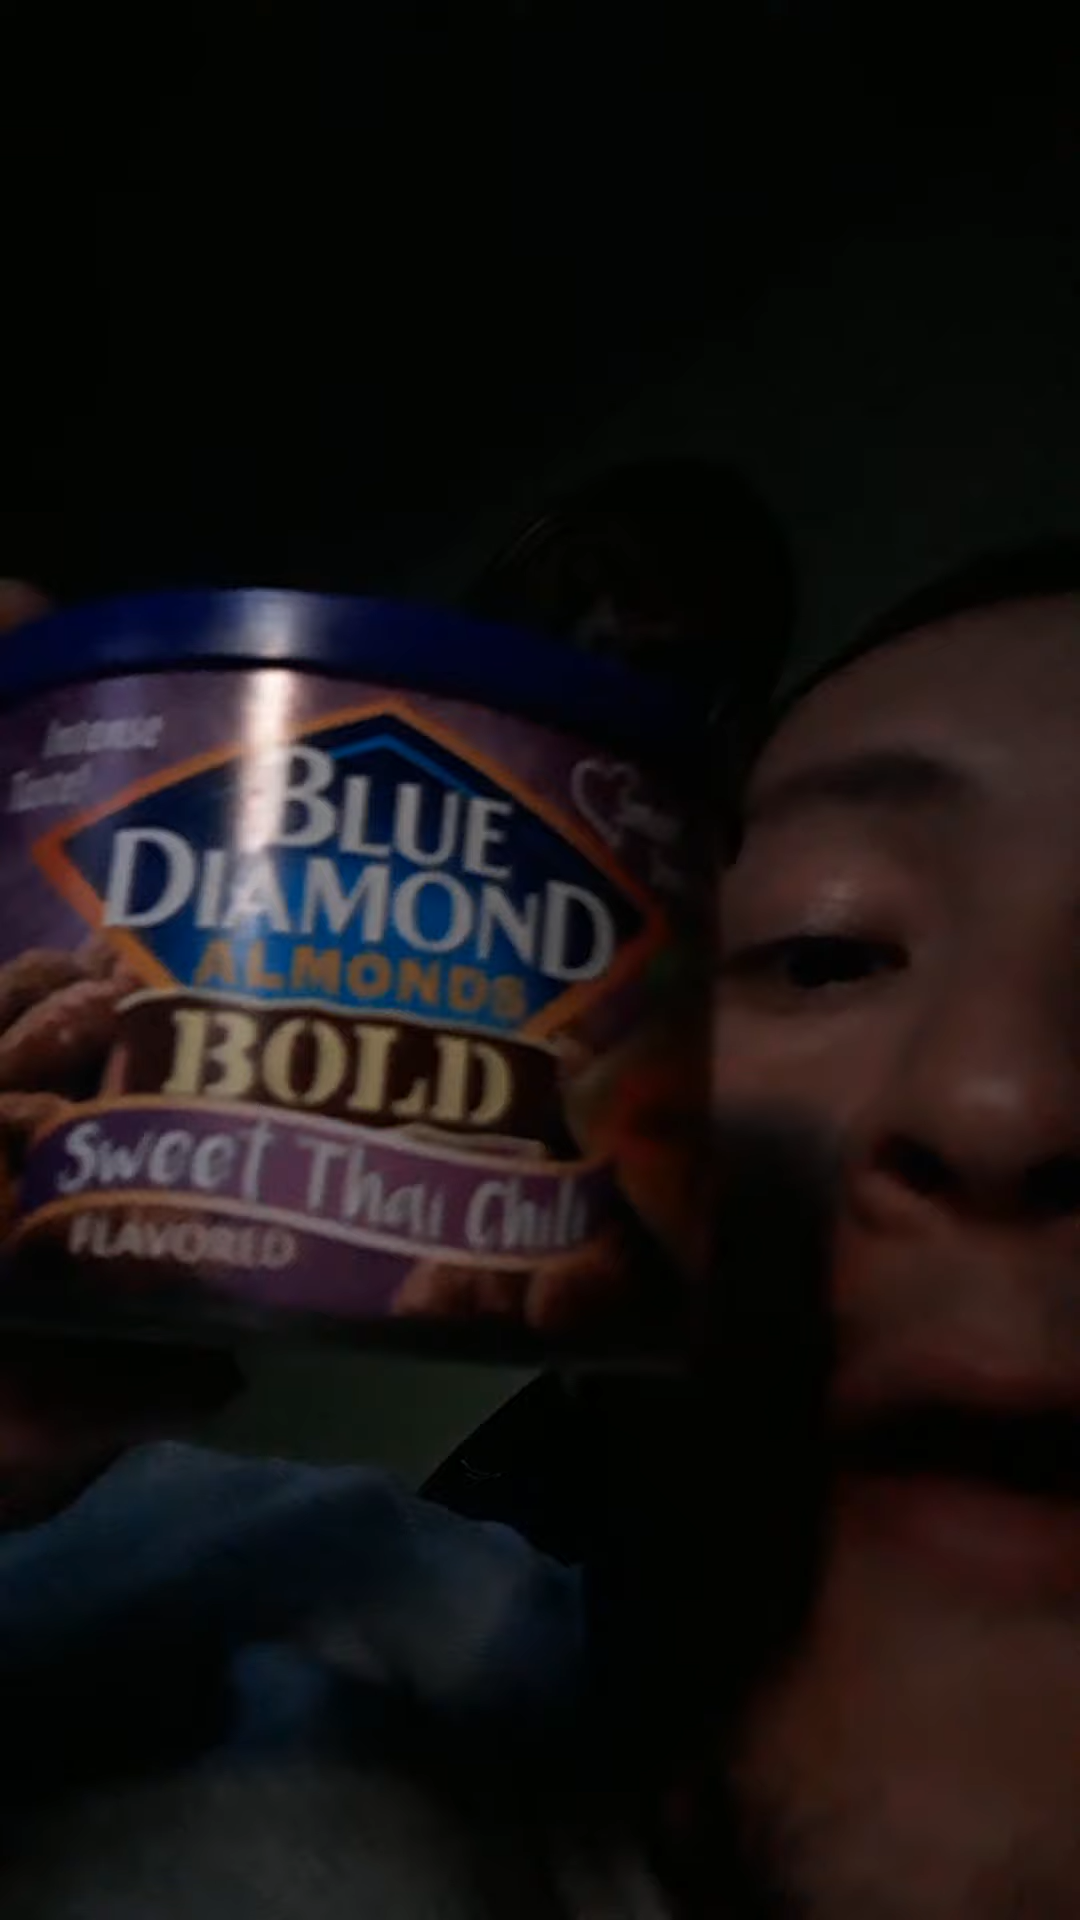 Intense
Taste!
BLUE
DIAMOND
ALMONDS
BOLD
Sweet Thai Chili
FLAVORED